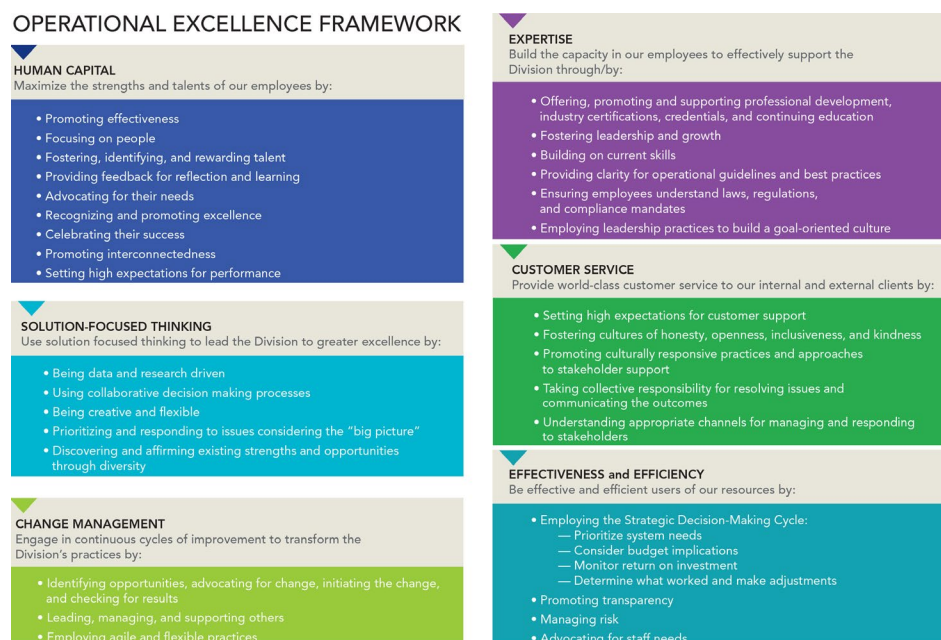 OPERATIONAL EXCELLENCE FRAMEWORK
HUMAN CAPITAL
Maximize the strengths and talents of our employees by:
• Promoting effectiveness
• Focusing on people
• Fostering, identifying, and rewarding talent
• Providing feedback for reflection and learning
• Advocating for their needs
• Recognizing and promoting excellence
• Celebrating their success
• Promoting interconnectedness
• Setting high expectations for performance
SOLUTION-FOCUSED THINKING
Use solution focused thinking to lead the Division to greater excellence by:
• Being data and research driven
• Using collaborative decision making processes
• Being creative and flexible
• Prioritizing and responding to issues considering the “big picture”
• Discovering and affirming existing strengths and opportunities
through diversity
CHANGE MANAGEMENT
Engage in continuous cycles of improvement to transform the
Division’s practices by:
• Identifying opportunities, advocating for change, initiating the change,
and checking for results
• Leading, managing, and supporting others
• Employing agile and flexible practices
EXPERTISE
Build the capacity in our employees to effectively support the
Division through/by:
• Offering, promoting and supporting professional development,
industry certifications, credentials, and continuing education
• Fostering leadership and growth
• Building on current skills
• Providing clarity for operational guidelines and best practices
• Ensuring employees understand laws, regulations,
and compliance mandates
• Employing leadership practices to build a goal-oriented culture
CUSTOMER SERVICE
Provide world-class customer service to our internal and external clients by:
• Setting high expectations for customer support
• Fostering cultures of honesty, openness, inclusiveness, and kindness
• Promoting culturally responsive practices and approaches
to stakeholder support
• Taking collective responsibility for resolving issues and
communicating the outcomes
• Understanding appropriate channels for managing and responding
to stakeholders
EFFECTIVENESS and EFFICIENCY
Be effective and efficient users of our resources by:
• Employing the Strategic Decision-Making Cycle:
— Prioritize system needs
— Consider budget implications
— Monitor return on investment
— Determine what worked and make adjustments
• Promoting transparency
• Managing risk
• Advocating for staff needs